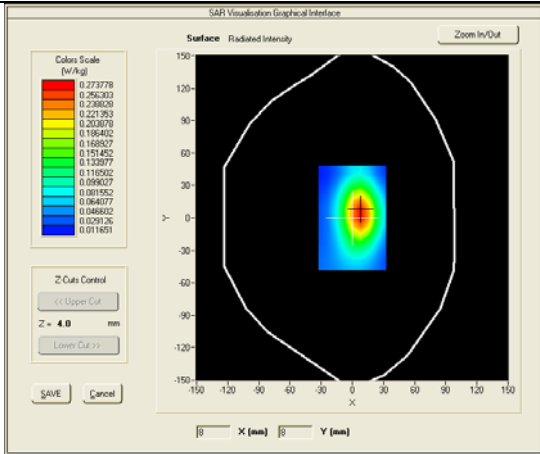 SAR Visualisation Graphical Interface
Surface Radiated Intensity
Zoom In/Out
Colors Scale
(W/kg)
0.273778
0.256303
0.238828
0.221353
0.203878
0.186402
0.168927
0.151452
0.133977
0.116502
0.099027
0.081552
0.064077
0.046602
0.029126
0.011651
Z-Cuts Control
<< Upper Cut
Z = 4.0 mm
Lower Cut >>
SAVE Cancel
150-
120-
90-
60-
30-
0-
-30-
-60-
-90-
-120-
-150-
Y
-150 -120 -90 -60 -30 0 30 60 90 120 150
X
8 X (mm) 8 Y (mm)